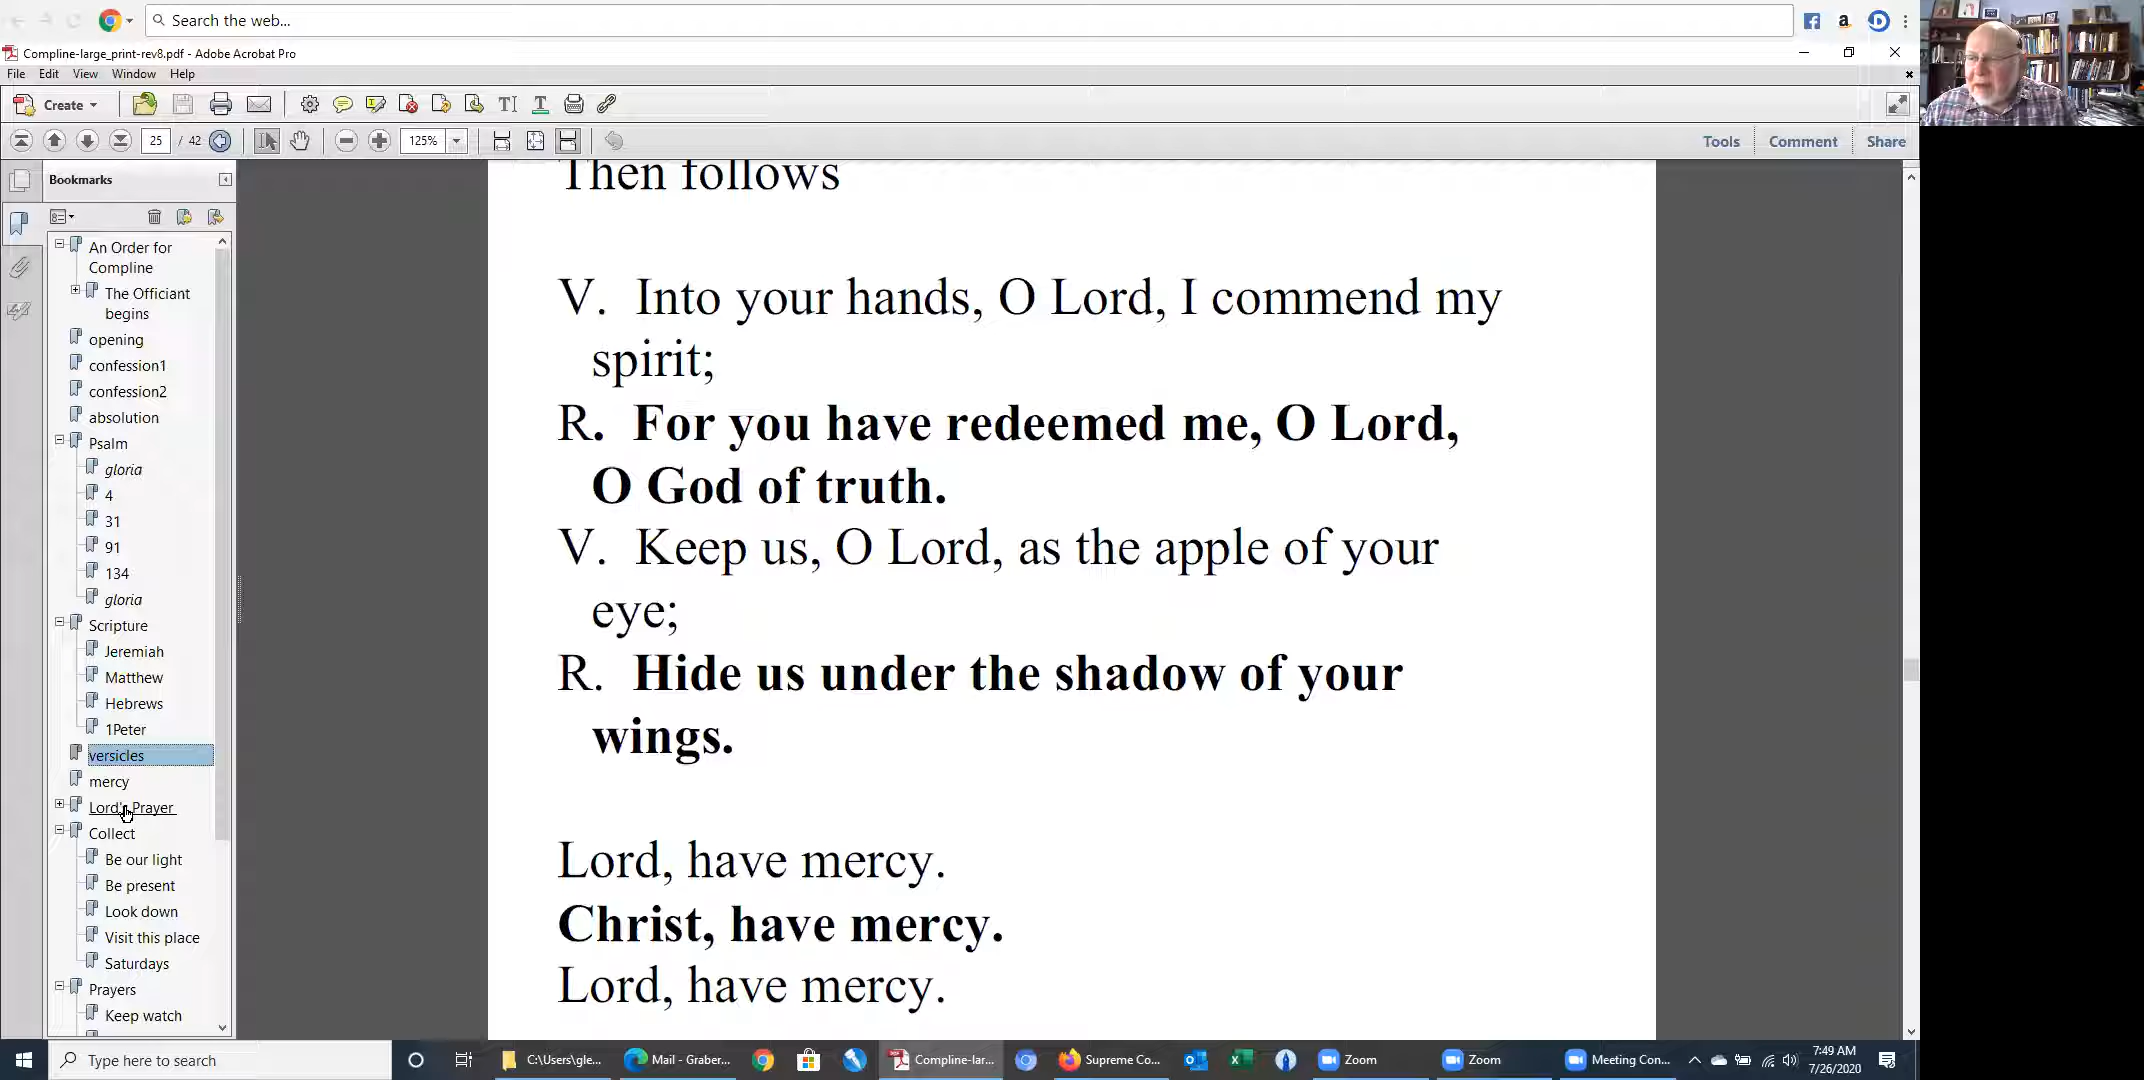 Search the web...
Compline-large_print-rev8.pdf - Adobe Acrobat Pro
File Edit View Window Help
Create
25 / 42 125% Tools Comment Share
Bookmarks
An Order for
Compline
The Officiant
begins
opening
confession1
confession2
absolution
Psalm
gloria
4
31
91
134
gloria
Scripture
Jeremiah
Matthew
Hebrews
1Peter
versicles
mercy
Lord's Prayer
Collect
Be our light
Be present
Look down
Visit this place
Saturdays
Prayers
Keep watch
Then follows
V. Into your hands, O Lord, I commend my
spirit;
R. For you have redeemed me, O Lord,
O God of truth.
V. Keep us, O Lord, as the apple of your
eye;
R. Hide us under the shadow of your
wings.
Lord, have mercy.
Christ, have mercy.
Lord, have mercy.
Type here to search C:\Users\gle... Mail - Graber... Compline-lar... Supreme Co... Zoom Zoom Meeting Con... 7:49 AM
7/26/2020